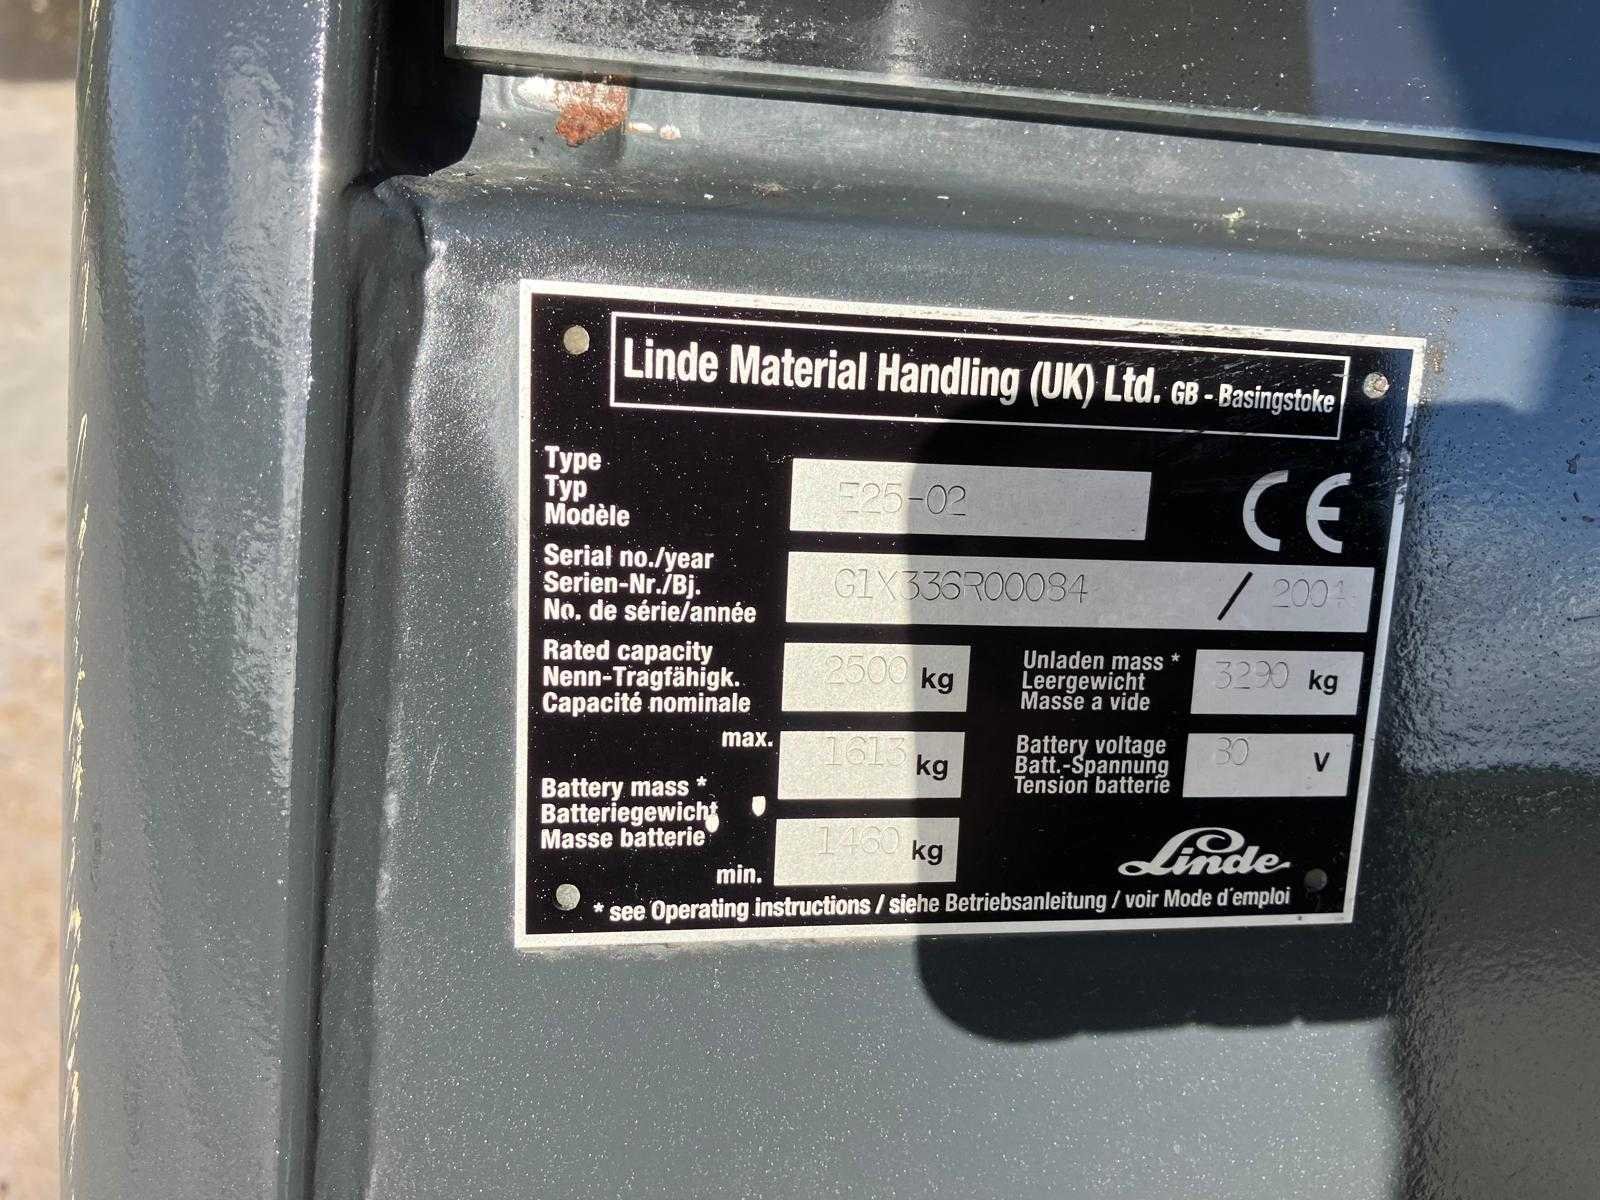 Linde Material Handling (UK) Ltd. GB - Basingstoke
Type
Typ
Modèle
E25-02
CE
Serial no./year
Serien-Nr./Bj.
No. de série/année
G1X336R00084 / 2004
Rated capacity
Nenn-Tragfähigk.
Capacité nominale
2500 kg
Unladen mass *
Leergewicht
Masse a vide
3290 kg
max.
1613 kg
Battery mass *
Batteriegewicht
Masse batterie
min.
1460 kg
Battery voltage
Batt.-Spannung
Tension batterie
80 V
Linde
* see Operating instructions / siehe Betriebsanleitung / voir Mode d'emploi